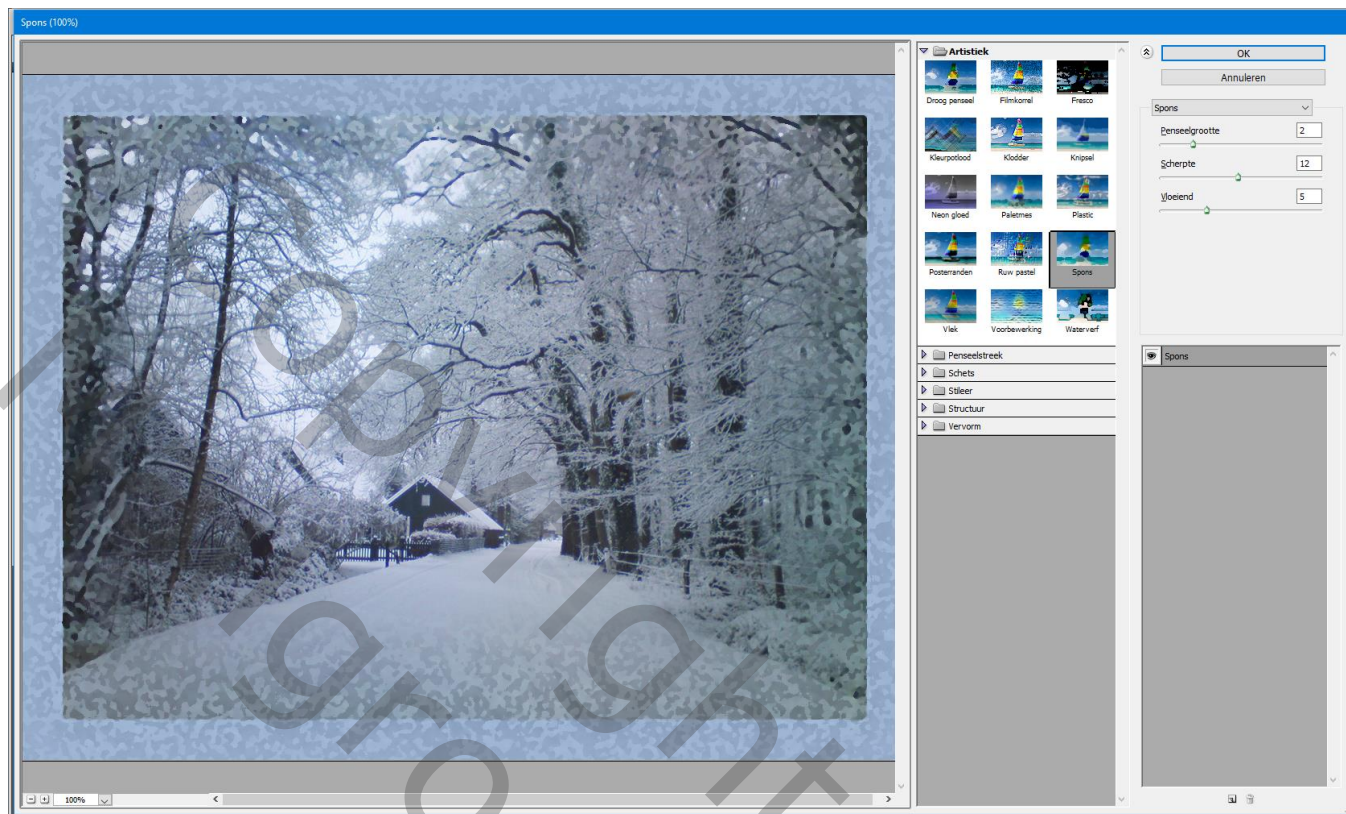 Spons (100%)
Artistiek
Droog penseel
Filmkorrel
Fresco
Kleurpotlood
Klodder
Knipsel
Neon gloed
Paletmes
Plastic
Posterranden
Ruw pastel
Spons
Vlek
Voorbewerking
Waterverf
Penseelstreek
Schets
Stileer
Structuur
Vervorm
OK
Annuleren
Spons
Penseelgrootte 2
Scherpte 12
Vloeiend 5
Spons
100%
Copyright